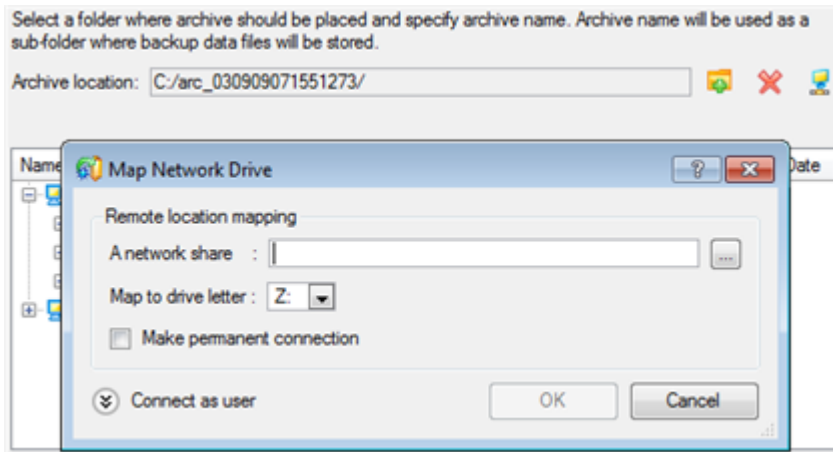 Select a folder where archive should be placed and specify archive name. Archive name will be used as a
sub-folder where backup data files will be stored.
Archive location: C:/arc_030909071551273/
Name Date
Map Network Drive ?
Remote location mapping
A network share : ...
Map to drive letter : Z:
Make permanent connection
Connect as user OK Cancel